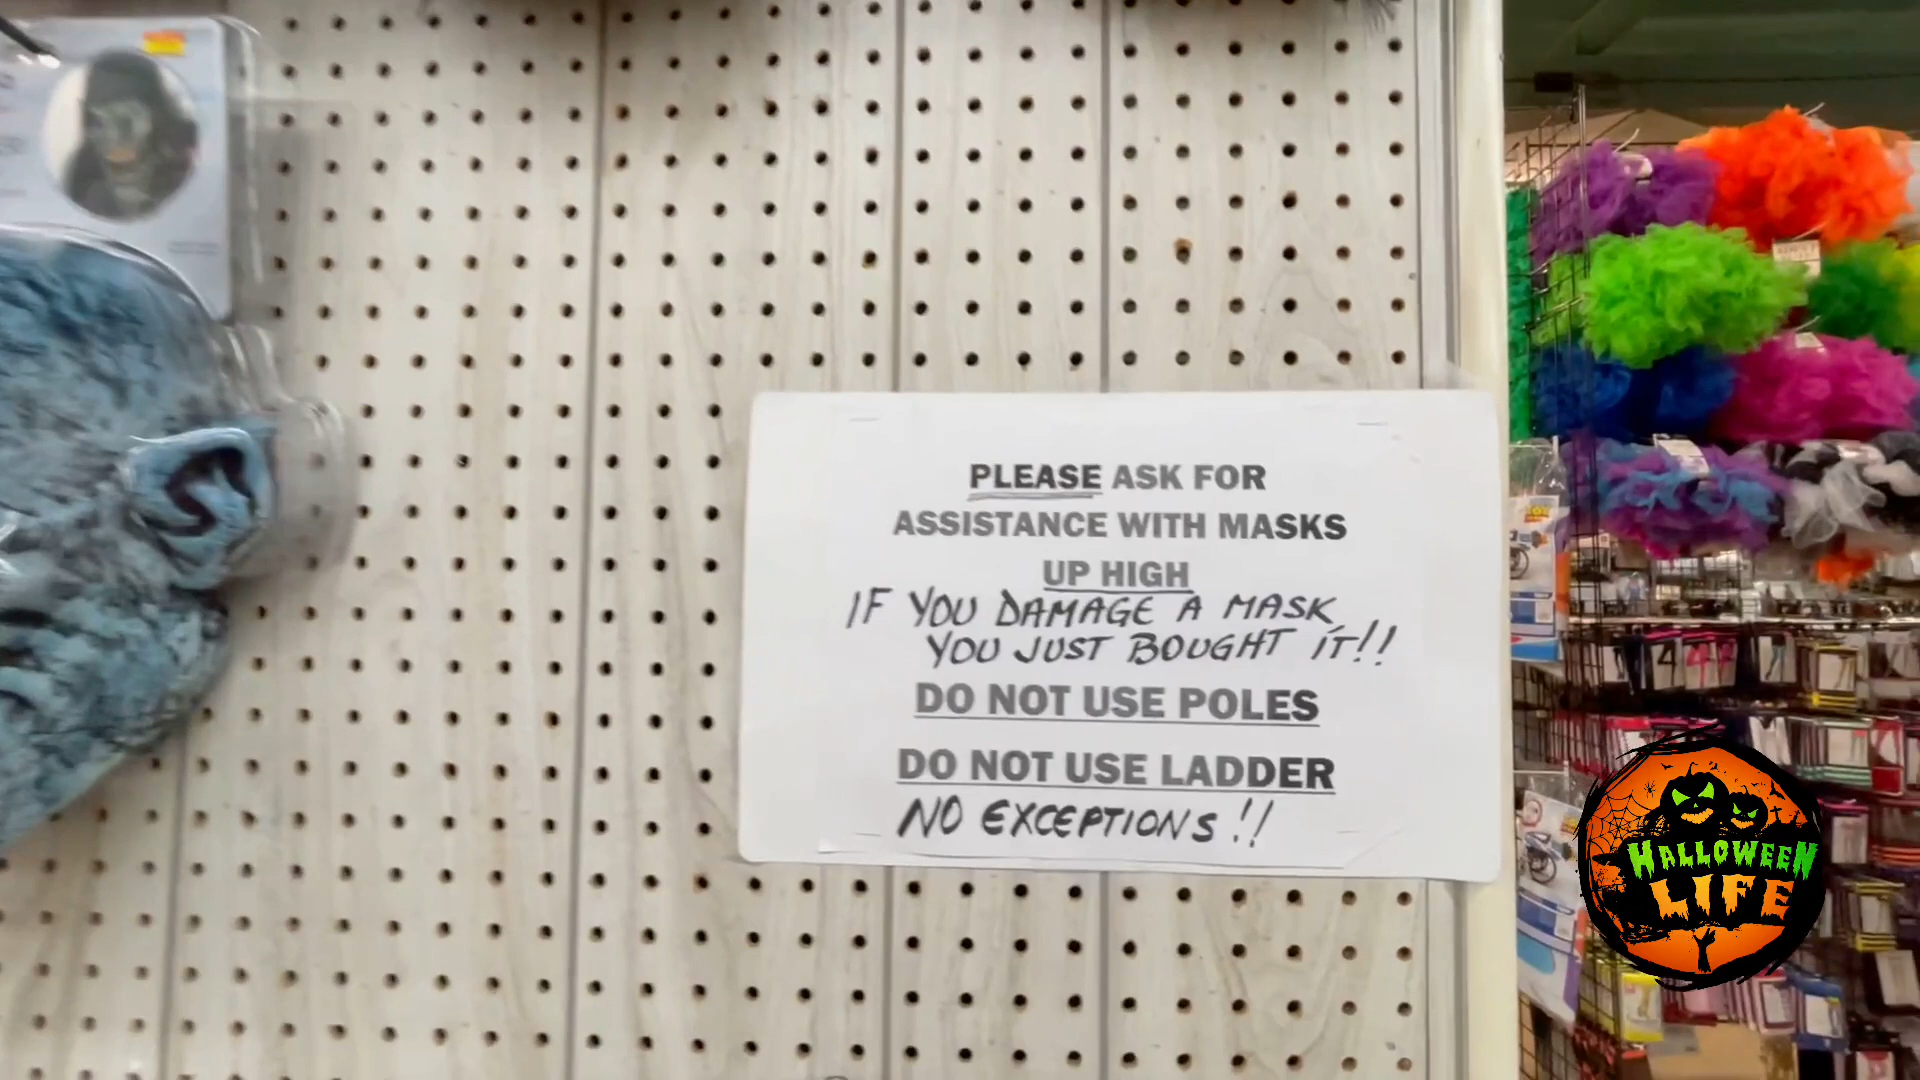 PLEASE ASK FOR
ASSISTANCE WITH MASKS
UP HIGH
IF YOU DAMAGE A MASK
YOU JUST BOUGHT IT!!
DO NOT USE POLES
DO NOT USE LADDER
NO EXCEPTIONS!!
HALLOWEEN
LIFE